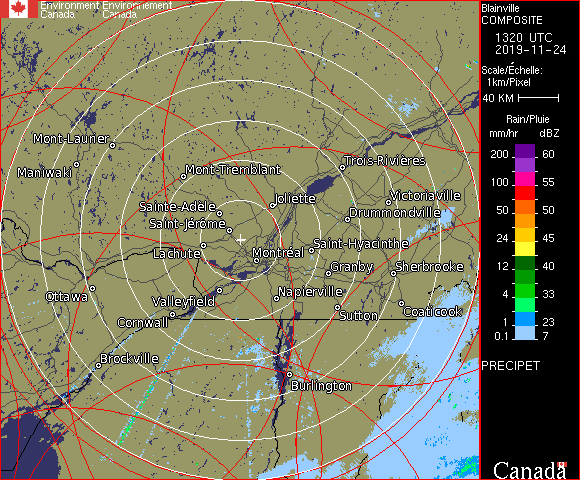 Environment Environnement
Canada Canada
Blainville
COMPOSITE
1320 UTC
2019-11-24
Scale/Échelle:
1km/Pixel
40 KM
Rain/Pluie
mm/hr dBZ
200 60
100 55
50 50
24 45
12 40
4 33
1 23
0.1 7
PRECIPET
Canada
Mont-Laurier
Maniwaki
Mont-Tremblant
Trois-Rivières
Joliette
Victoriaville
Sainte-Adele
Drummondville
Saint-Jérôme
Lachute
Montréal
Saint-Hyacinthe
Granby
Sherbrooke
Ottawa
Valleyfield
Napierville
Cornwall
Sutton
Coaticook
Brockville
Burlington